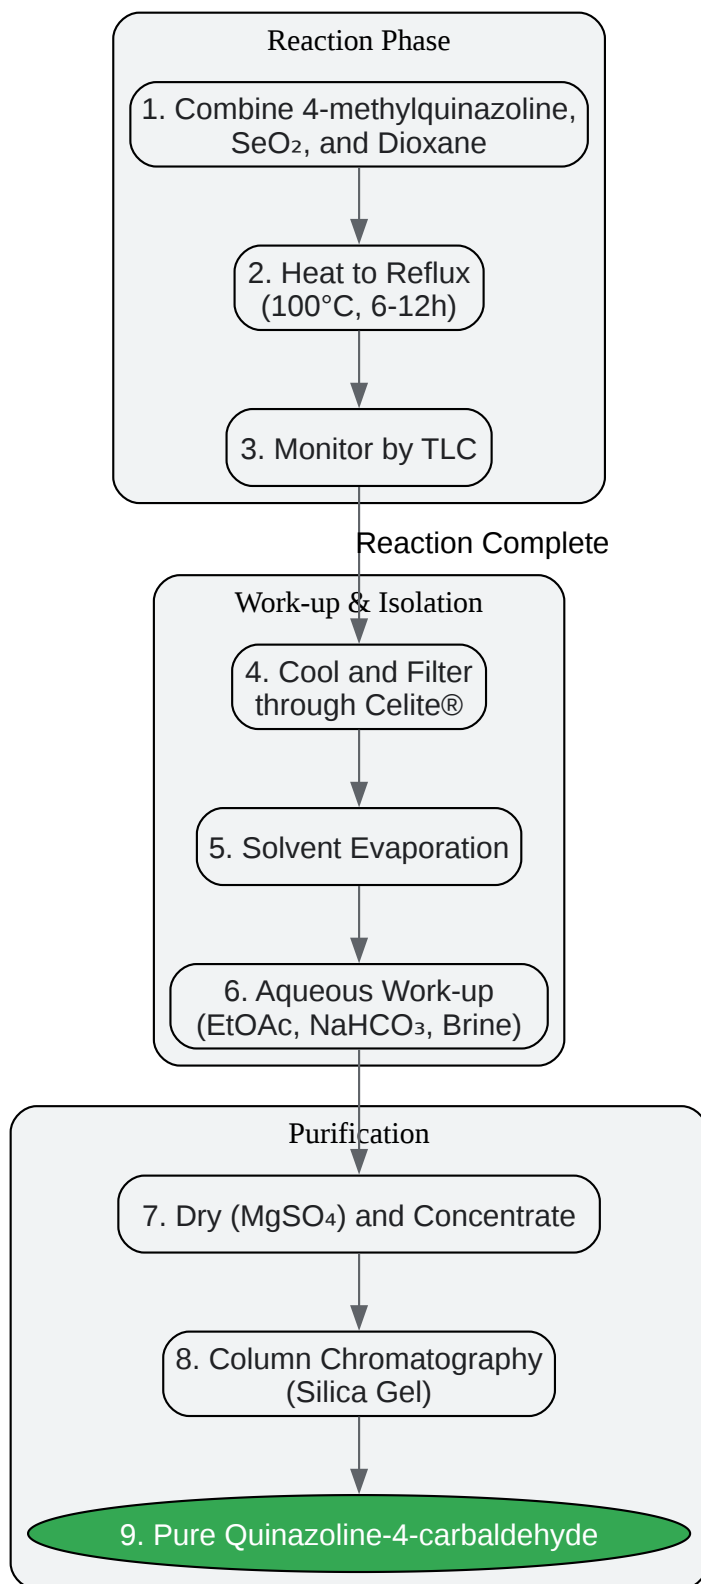 Reaction Phase
1. Combine 4-methylquinazoline,
SeO₂, and Dioxane
2. Heat to Reflux
(100°C, 6-12h)
3. Monitor by TLC
Reaction Complete
Work-up & Isolation
4. Cool and Filter
through Celite®
5. Solvent Evaporation
6. Aqueous Work-up
(EtOAc, NaHCO₃, Brine)
Purification
7. Dry (MgSO₄) and Concentrate
8. Column Chromatography
(Silica Gel)
9. Pure Quinazoline-4-carbaldehyde